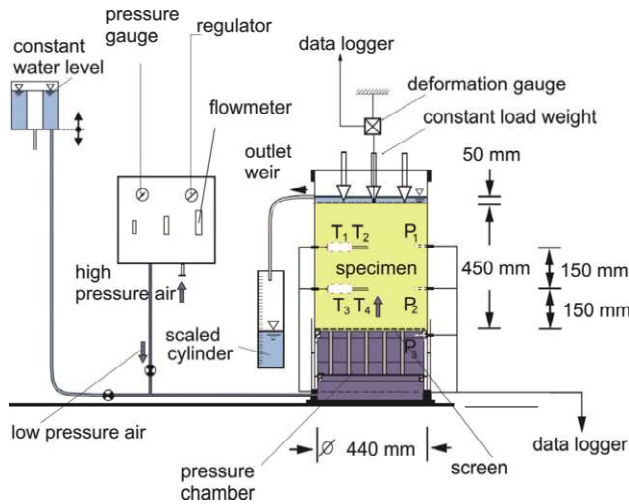 pressure
gauge
regulator
constant
water level
data logger
deformation gauge
constant load weight
flowmeter
outlet
weir
50 mm
T1 T2
P1
specimen
450 mm
150 mm
high
pressure air
T3 T4
P2
150 mm
scaled
cylinder
P3
low pressure air
Ø 440 mm
data logger
pressure
chamber
screen